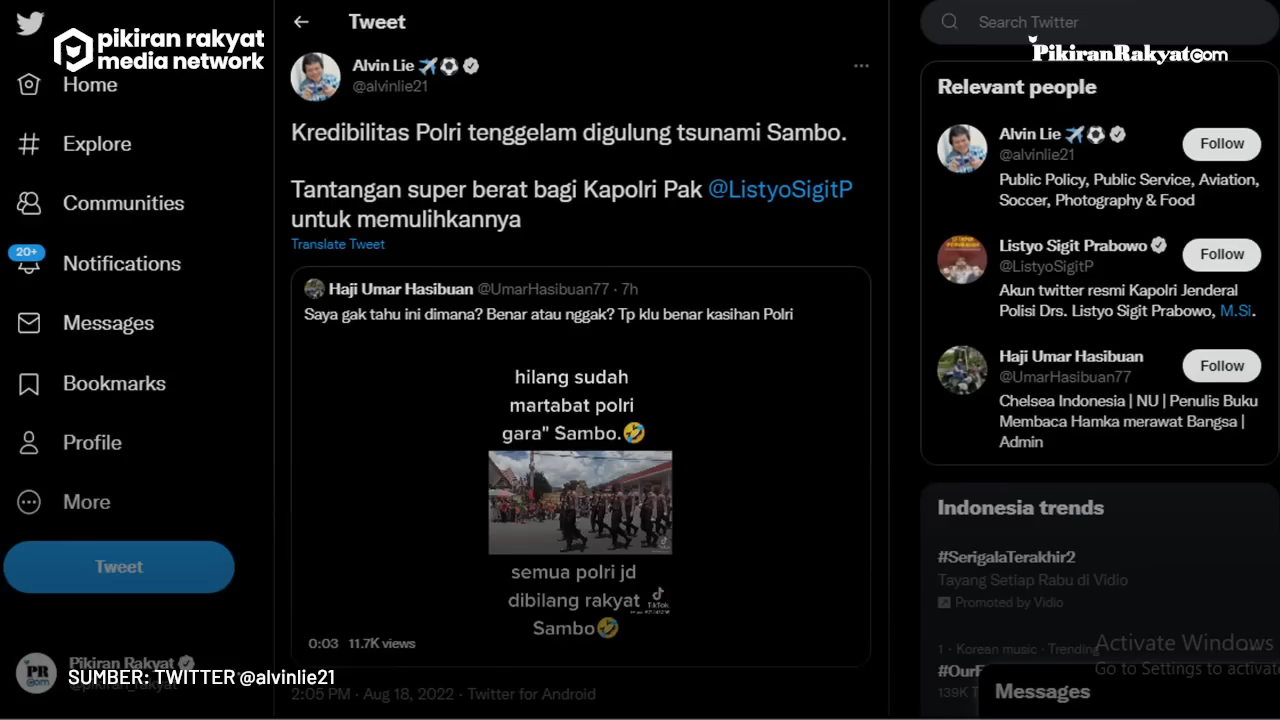 pikiran rakyat
media network
PikiranRakyat.Com
Home
Explore
Communities
20+
Notifications
Messages
Bookmarks
Profile
More
Tweet
Pikiran Rakyat
@pikiran_rakyat
SUMBER: TWITTER @alvinlie21
Tweet
Alvin Lie
@alvinlie21
Kredibilitas Polri tenggelam digulung tsunami Sambo.
Tantangan super berat bagi Kapolri Pak @ListyoSigitP
untuk memulihkannya
Translate Tweet
Haji Umar Hasibuan @UmarHasibuan77 · 7h
Saya gak tahu ini dimana? Benar atau nggak? Tp klu benar kasihan Polri
hilang sudah
martabat polri
gara" Sambo.🤣
semua polri jd
dibilang rakyat
Sambo🤣
TikTok
0:03 11.7K views
2:05 PM · Aug 18, 2022 · Twitter for Android
Search Twitter
Relevant people
Alvin Lie
@alvinlie21
Follow
Public Policy, Public Service, Aviation,
Soccer, Photography & Food
Listyo Sigit Prabowo
@ListyoSigitP
Follow
Akun twitter resmi Kapolri Jenderal
Polisi Drs. Listyo Sigit Prabowo, M.Si.
Haji Umar Hasibuan
@UmarHasibuan77
Follow
Chelsea Indonesia | NU | Penulis Buku
Membaca Hamka merawat Bangsa |
Admin
Indonesia trends
#SerigalaTerakhir2
Tayang Setiap Rabu di Vidio
Promoted by Vidio
1 · Korean music · Trending
#OurF
139K T
Activate Windows
Go to Settings to activate
Messages